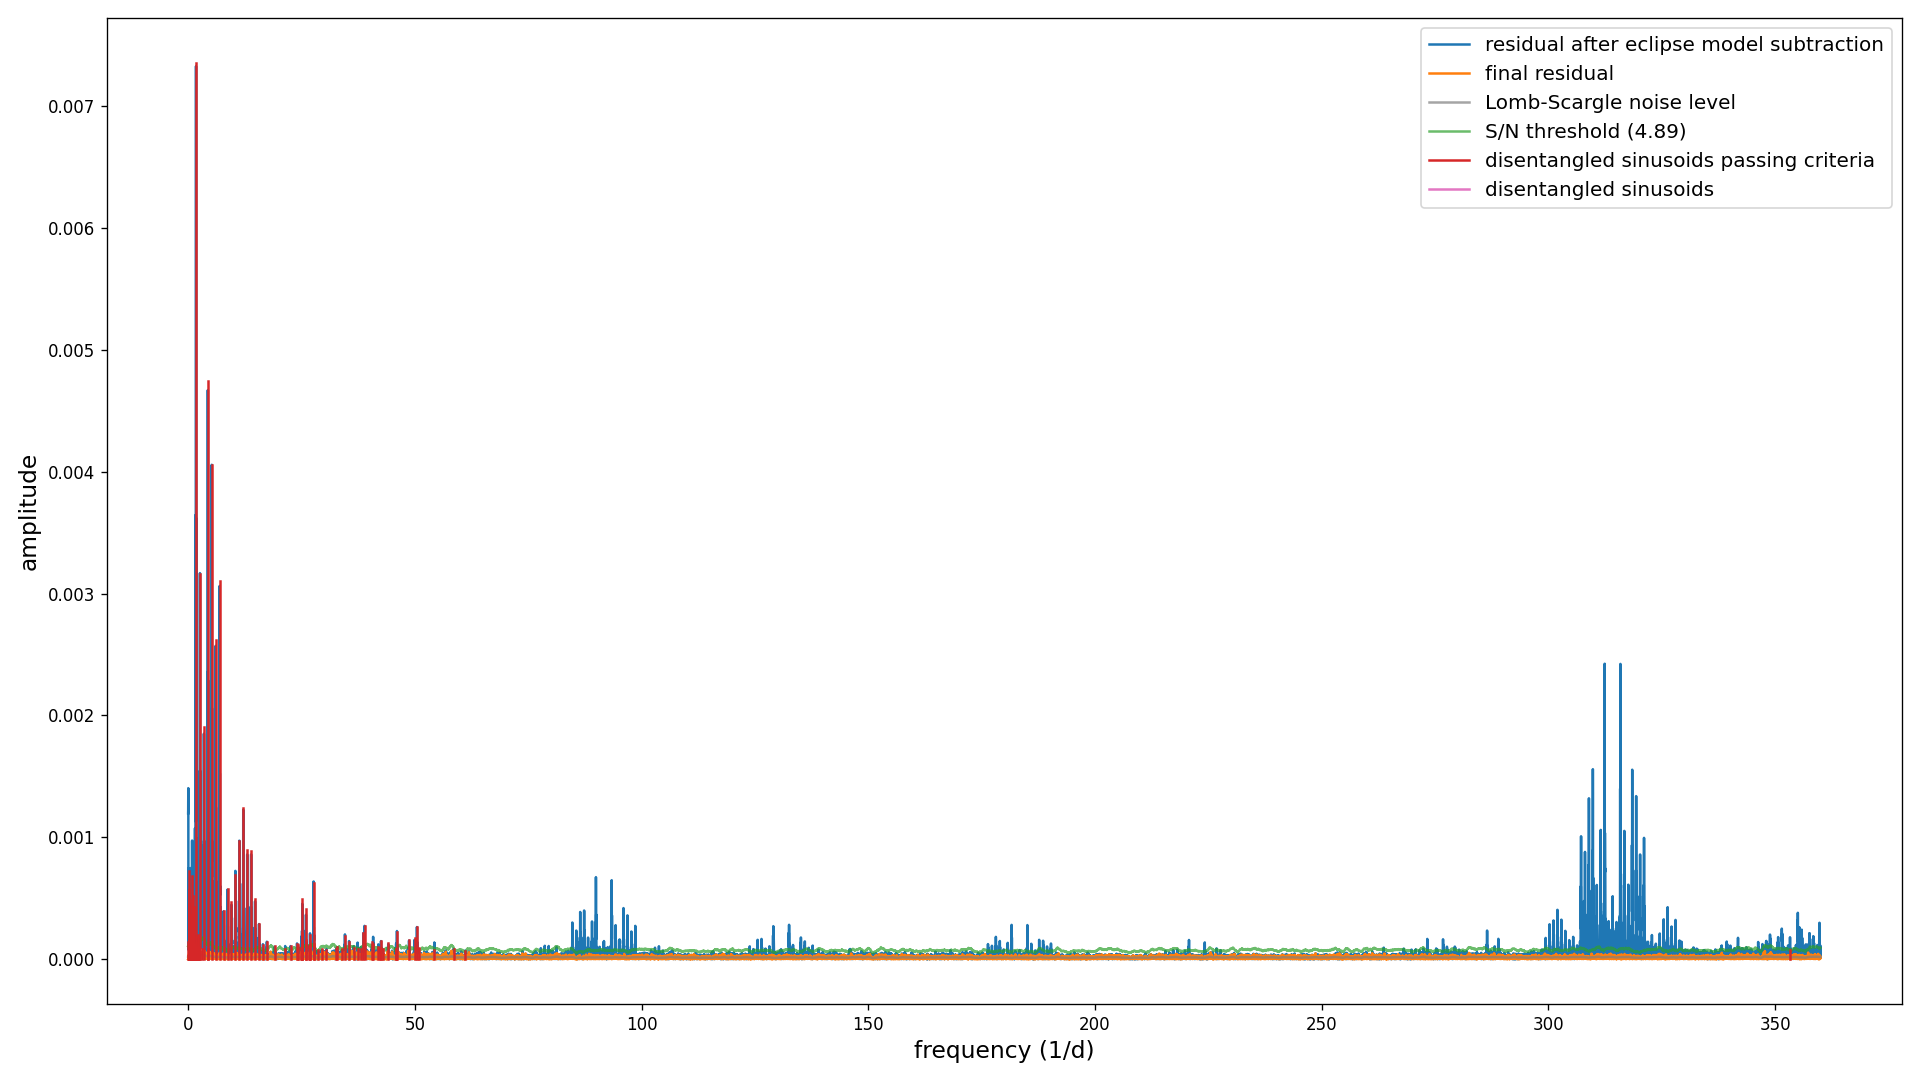 residual after eclipse model subtraction
final residual
Lomb-Scargle noise level
S/N threshold (4.89)
disentangled sinusoids passing criteria
disentangled sinusoids
amplitude
0.007
0.006
0.005
0.004
0.003
0.002
0.001
0.000
0 50 100 150 200 250 300 350
frequency (1/d)